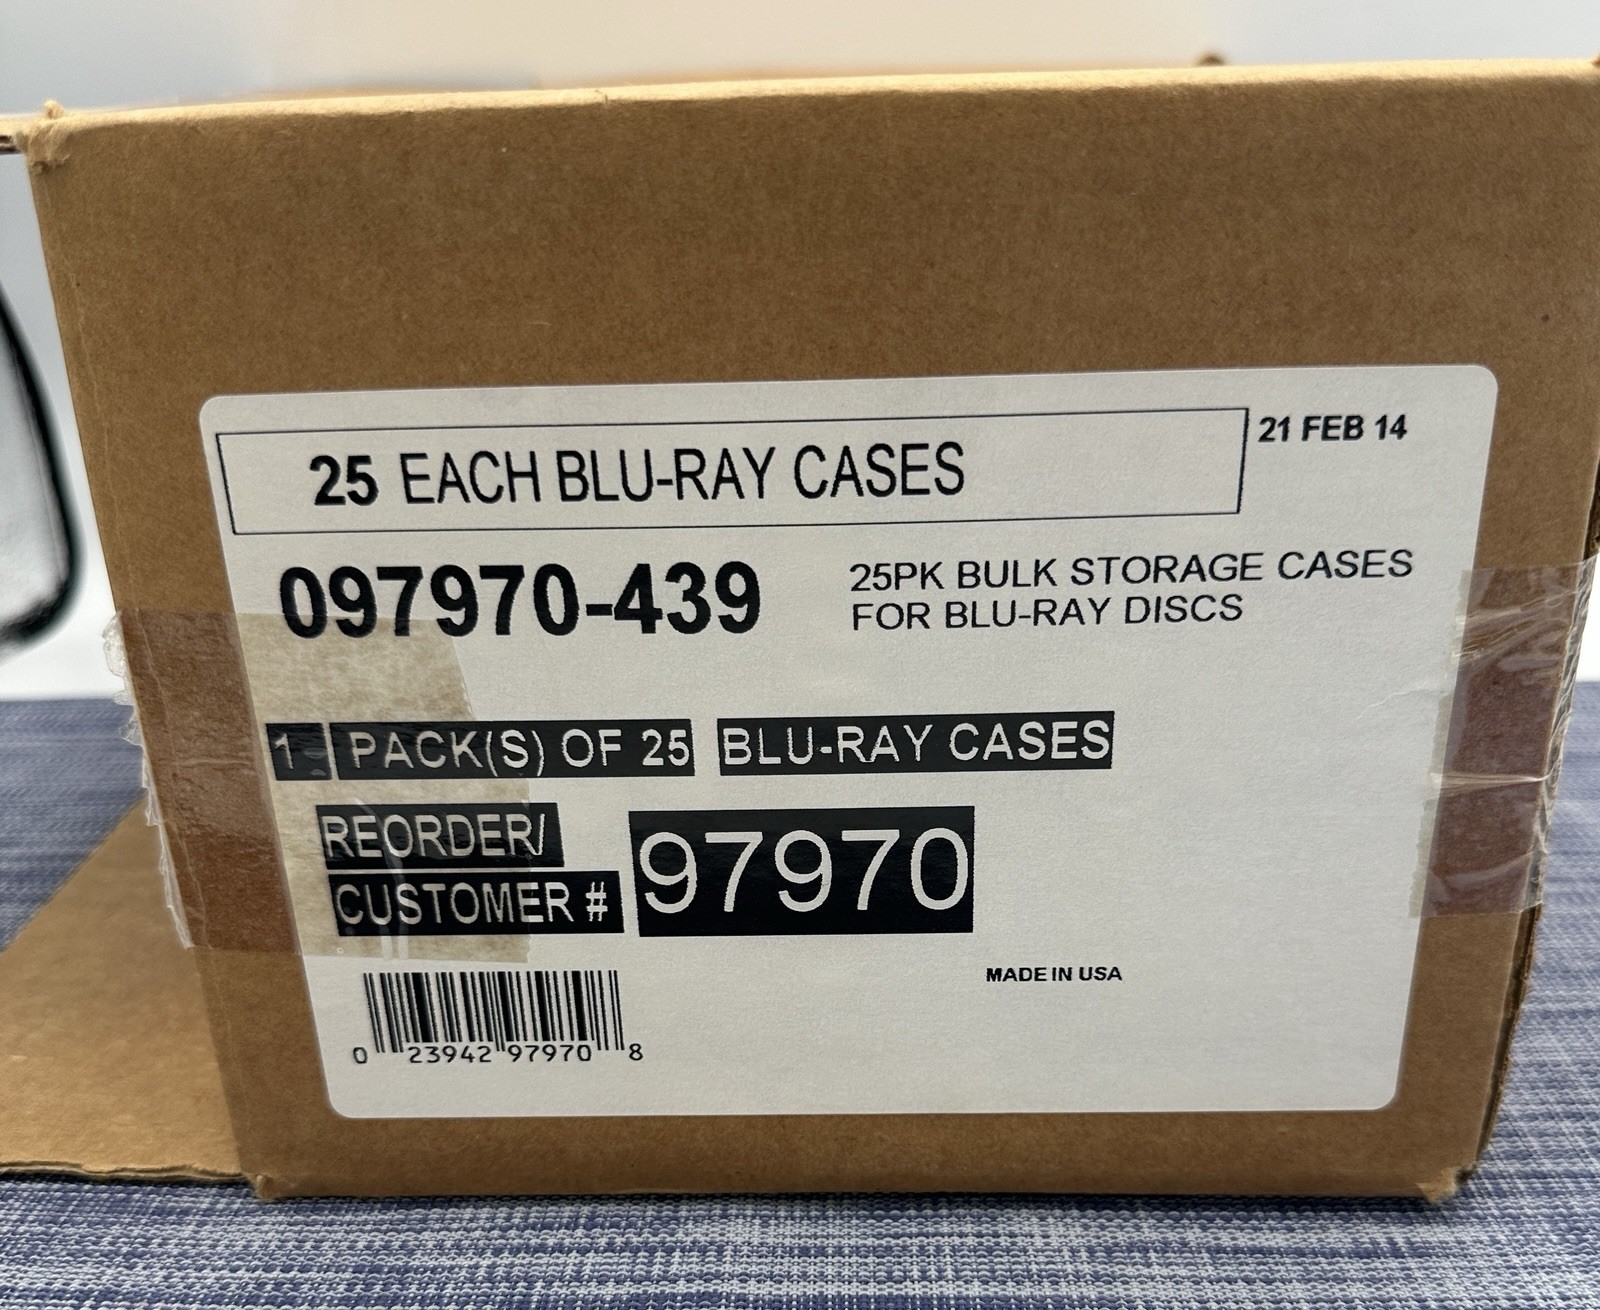 25 EACH BLU-RAY CASES
21 FEB 14
097970-439
25PK BULK STORAGE CASES
FOR BLU-RAY DISCS
1 PACK(S) OF 25 BLU-RAY CASES
REORDER/
CUSTOMER #
97970
MADE IN USA
0 23942 97970 8